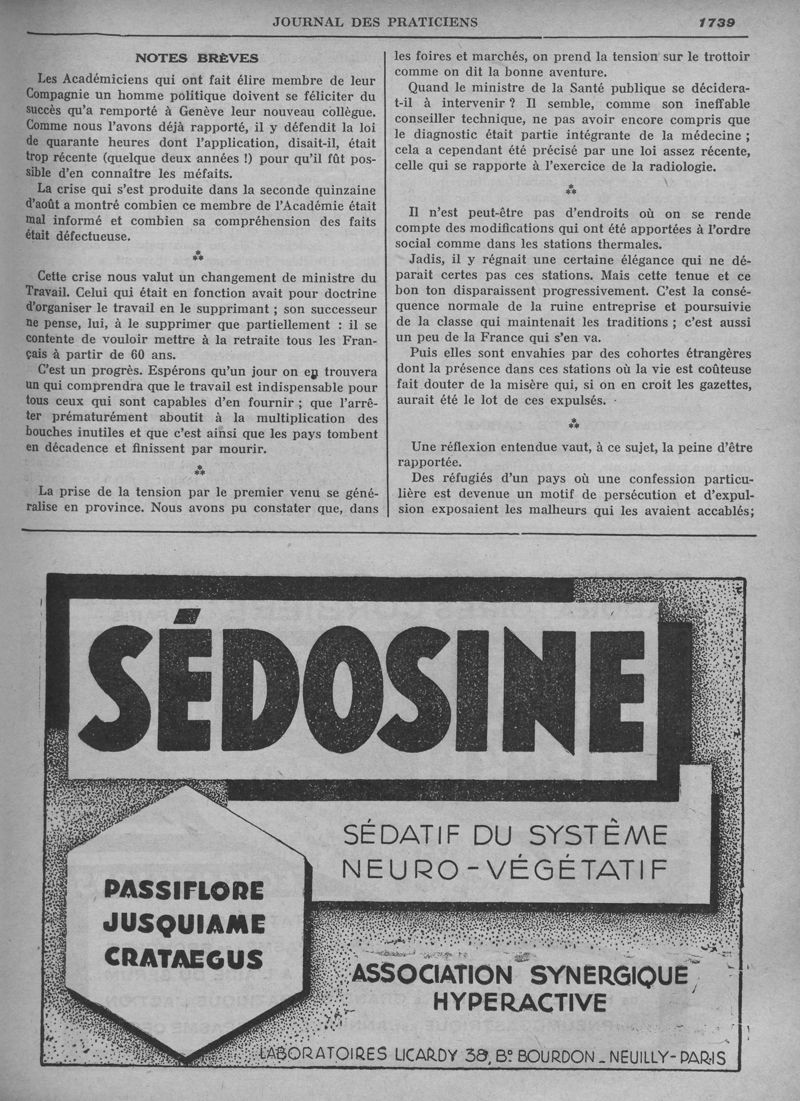 JOURNAL DES PRATICIENS 1739
NOTES BRÈVES
Les Académiciens qui ont fait élire membre de leur
Compagnie un homme politique doivent se féliciter du
succès qu'a remporté à Genève leur nouveau collègue.
Comme nous l'avons déjà rapporté, il y défendit la loi
de quarante heures dont l'application, disait-il, était
trop récente (quelque deux années !) pour qu'il fût pos-
sible d'en connaître les méfaits.
La crise qui s'est produite dans la seconde quinzaine
d'août a montré combien ce membre de l'Académie était
mal informé et combien sa compréhension des faits
était défectueuse.
⁂
Cette crise nous valut un changement de ministre du
Travail. Celui qui était en fonction avait pour doctrine
d'organiser le travail en le supprimant ; son successeur
ne pense, lui, à le supprimer que partiellement : il se
contente de vouloir mettre à la retraite tous les Fran-
çais à partir de 60 ans.
C'est un progrès. Espérons qu'un jour on en trouvera
un qui comprendra que le travail est indispensable pour
tous ceux qui sont capables d'en fournir ; que l'arrê-
ter prématurément aboutit à la multiplication des
bouches inutiles et que c'est ainsi que les pays tombent
en décadence et finissent par mourir.
⁂
La prise de la tension par le premier venu se géné-
ralise en province. Nous avons pu constater que, dans
les foires et marchés, on prend la tension sur le trottoir
comme on dit la bonne aventure.
Quand le ministre de la Santé publique se décidera-
t-il à intervenir ? Il semble, comme son ineffable
conseiller technique, ne pas avoir encore compris que
le diagnostic était partie intégrante de la médecine ;
cela a cependant été précisé par une loi assez récente,
celle qui se rapporte à l'exercice de la radiologie.
⁂
Il n'est peut-être pas d'endroits où on se rende
compte des modifications qui ont été apportées à l'ordre
social comme dans les stations thermales.
Jadis, il y régnait une certaine élégance qui ne dé-
parait certes pas ces stations. Mais cette tenue et ce
bon ton disparaissent progressivement. C'est la consé-
quence normale de la ruine entreprise et poursuivie
de la classe qui maintenait les traditions ; c'est aussi
un peu de la France qui s'en va.
Puis elles sont envahies par des cohortes étrangères
dont la présence dans ces stations où la vie est coûteuse
fait douter de la misère qui, si on en croit les gazettes,
aurait été le lot de ces expulsés.
⁂
Une réflexion entendue vaut, à ce sujet, la peine d'être
rapportée.
Des réfugiés d'un pays où une confession particu-
lière est devenue un motif de persécution et d'expul-
sion exposaient les malheurs qui les avaient accablés;
SÉDOSINE
SÉDATIF DU SYSTÊME
NEURO-VÉGÉTATIF
PASSIFLORE
JUSQUIAME
CRATAEGUS
ASSOCIATION SYNERGIQUE
HYPERACTIVE
LABORATOIRES LICARDY 38, Bd BOURDON - NEUILLY-PARIS